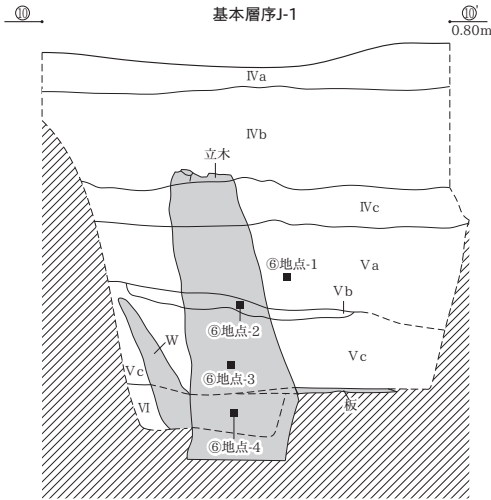 ⑩ 基本層序J-1 ⑩'
0.80m
Ⅳa
Ⅳb
立木
Ⅳc
⑥地点-1
Ⅴa
Ⅴb
⑥地点-2
W
Ⅴc
Ⅴc
⑥地点-3
Ⅵ
板
⑥地点-4